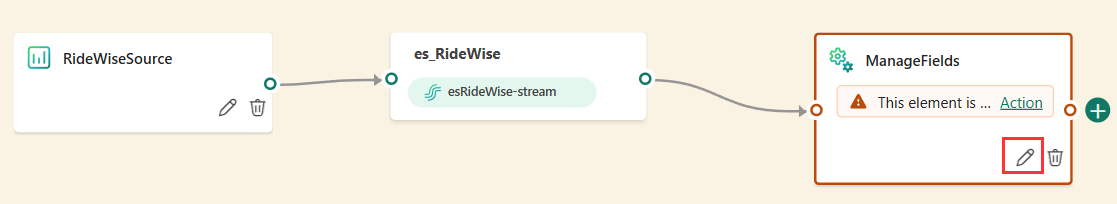 RideWiseSource
es_RideWise
esRideWise-stream
ManageFields
This element is ... Action